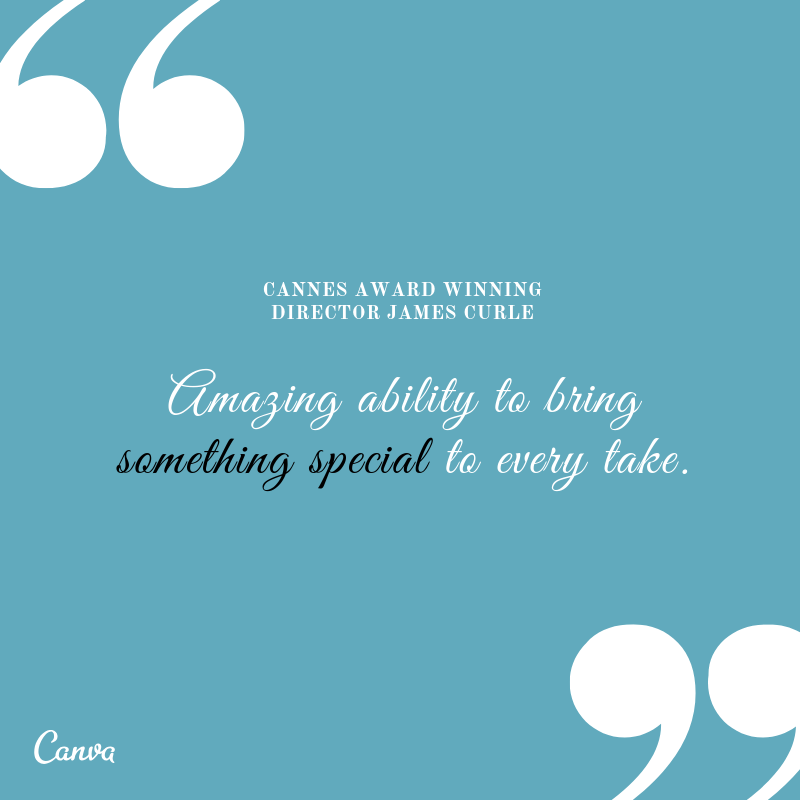 CANNES AWARD WINNING
DIRECTOR JAMES CURLE
Amazing ability to bring
something special to every take.
Canva